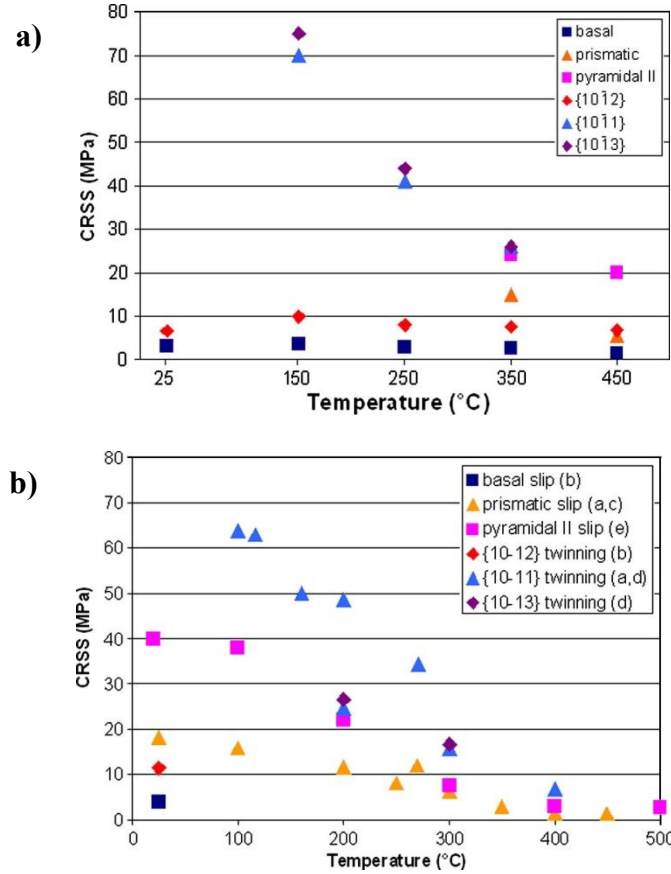 a)
80
70
60
50
40
30
20
10
0
CRSS (MPa)
basal
prismatic
pyramidal II
{101̄2}
{101̄1}
{101̄3}
25 150 250 350 450
Temperature (°C)
b)
80
70
60
50
40
30
20
10
0
CRSS (MPa)
basal slip (b)
prismatic slip (a,c)
pyramidal II slip (e)
{10-12} twinning (b)
{10-11} twinning (a,d)
{10-13} twinning (d)
0 100 200 300 400 500
Temperature (°C)